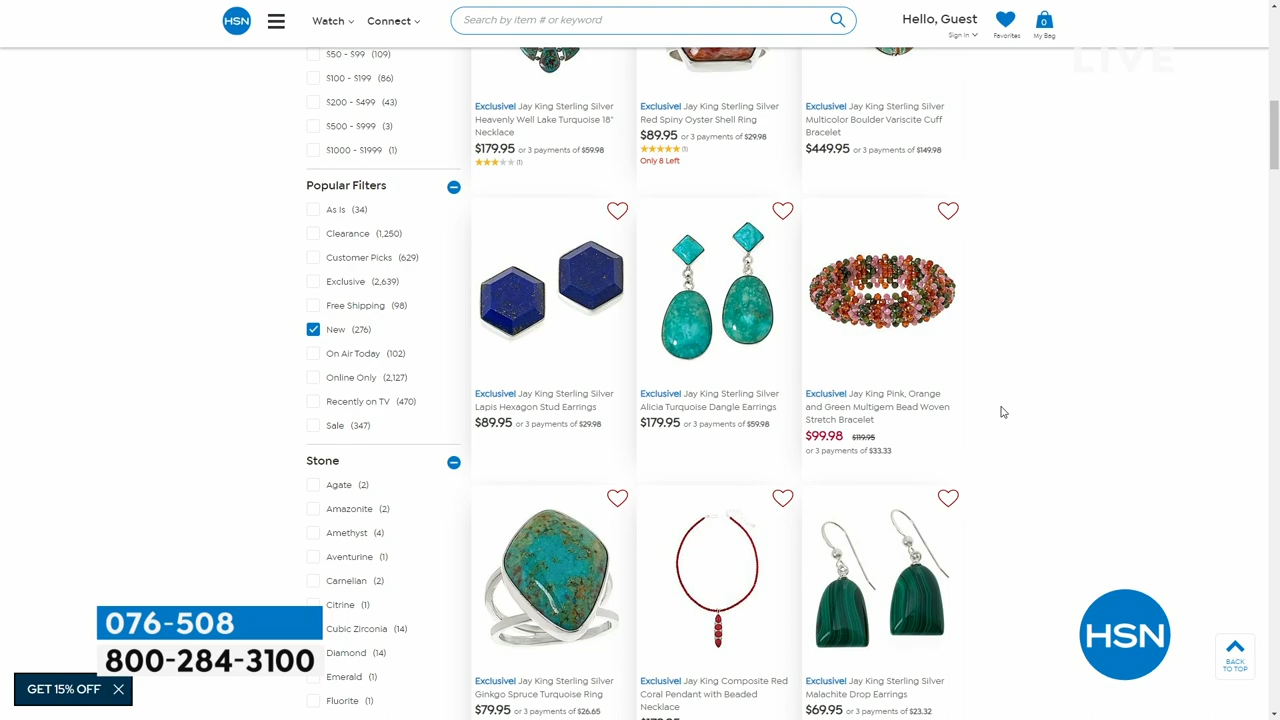 HSN
Watch
Connect
Search by item # or keyword
Hello, Guest
Sign In
Favorites
0
My Bag
LIVE
$50 - $99 (109)
$100 - $199 (86)
$200 - $499 (43)
$500 - $999 (3)
$1000 - $1999 (1)
Popular Filters
As Is (34)
Clearance (1,250)
Customer Picks (629)
Exclusive (2,639)
Free Shipping (98)
New (276)
On Air Today (102)
Online Only (2,127)
Recently on TV (470)
Sale (347)
Stone
Agate (2)
Amazonite (2)
Amethyst (4)
Aventurine (1)
Carnelian (2)
Citrine (1)
Cubic Zirconia (14)
Diamond (14)
Emerald (1)
Fluorite (1)
Exclusive! Jay King Sterling Silver
Heavenly Well Lake Turquoise 18"
Necklace
$179.95 or 3 payments of $59.98
(1)
Exclusive! Jay King Sterling Silver
Red Spiny Oyster Shell Ring
$89.95 or 3 payments of $29.98
(1)
Only 8 Left
Exclusive! Jay King Sterling Silver
Multicolor Boulder Variscite Cuff
Bracelet
$449.95 or 3 payments of $149.98
Exclusive! Jay King Sterling Silver
Lapis Hexagon Stud Earrings
$89.95 or 3 payments of $29.98
Exclusive! Jay King Sterling Silver
Alicia Turquoise Dangle Earrings
$179.95 or 3 payments of $59.98
Exclusive! Jay King Pink, Orange
and Green Multigem Bead Woven
Stretch Bracelet
$99.98 $119.95
or 3 payments of $33.33
Exclusive! Jay King Sterling Silver
Ginkgo Spruce Turquoise Ring
$79.95 or 3 payments of $26.65
Exclusive! Jay King Composite Red
Coral Pendant with Beaded
Necklace
Exclusive! Jay King Sterling Silver
Malachite Drop Earrings
$69.95 or 3 payments of $23.32
076-508
800-284-3100
GET 15% OFF
HSN
BACK
TO TOP